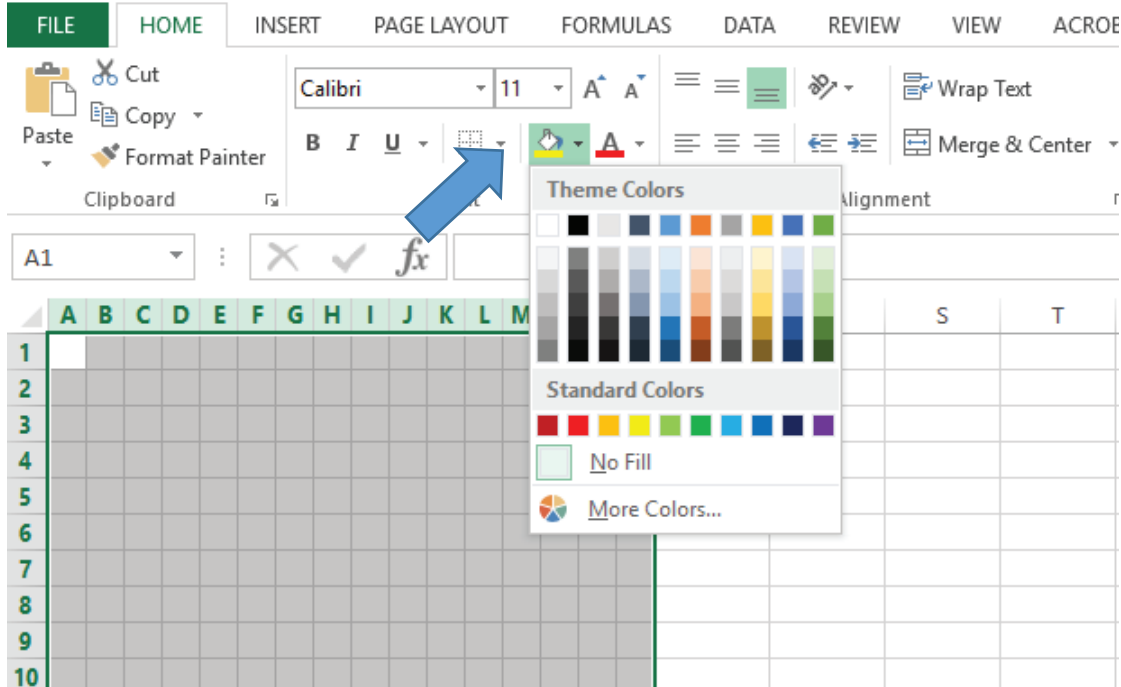 FILE HOME INSERT PAGE LAYOUT FORMULAS DATA REVIEW VIEW ACROB
Cut
Calibri 11 A A
Wrap Text
Copy
Paste
Format Painter
B I U A
Merge & Center
Clipboard
Alignment
Theme Colors
A1 fx
A B C D E F G H I J K L M S T
1
2
Standard Colors
3
4
No Fill
5
More Colors...
6
7
8
9
10